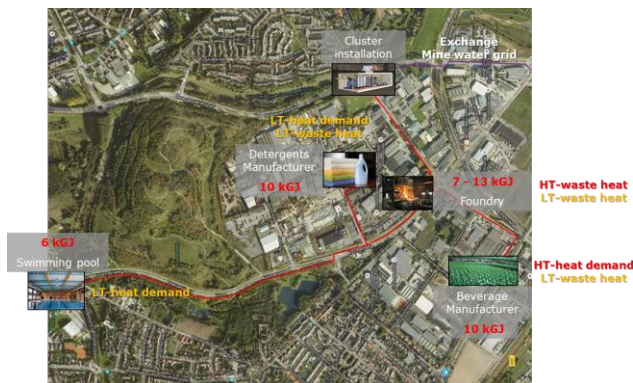 Cluster
installation
Exchange
Mine water grid
LT-heat demand
LT-waste heat
Detergents
Manufacturer
10 kGJ
7 - 13 kGJ
Foundry
HT-waste heat
LT-waste heat
6 kGJ
Swimming pool
LT-heat demand
HT-heat demand
LT-waste heat
Beverage
Manufacturer
10 kGJ